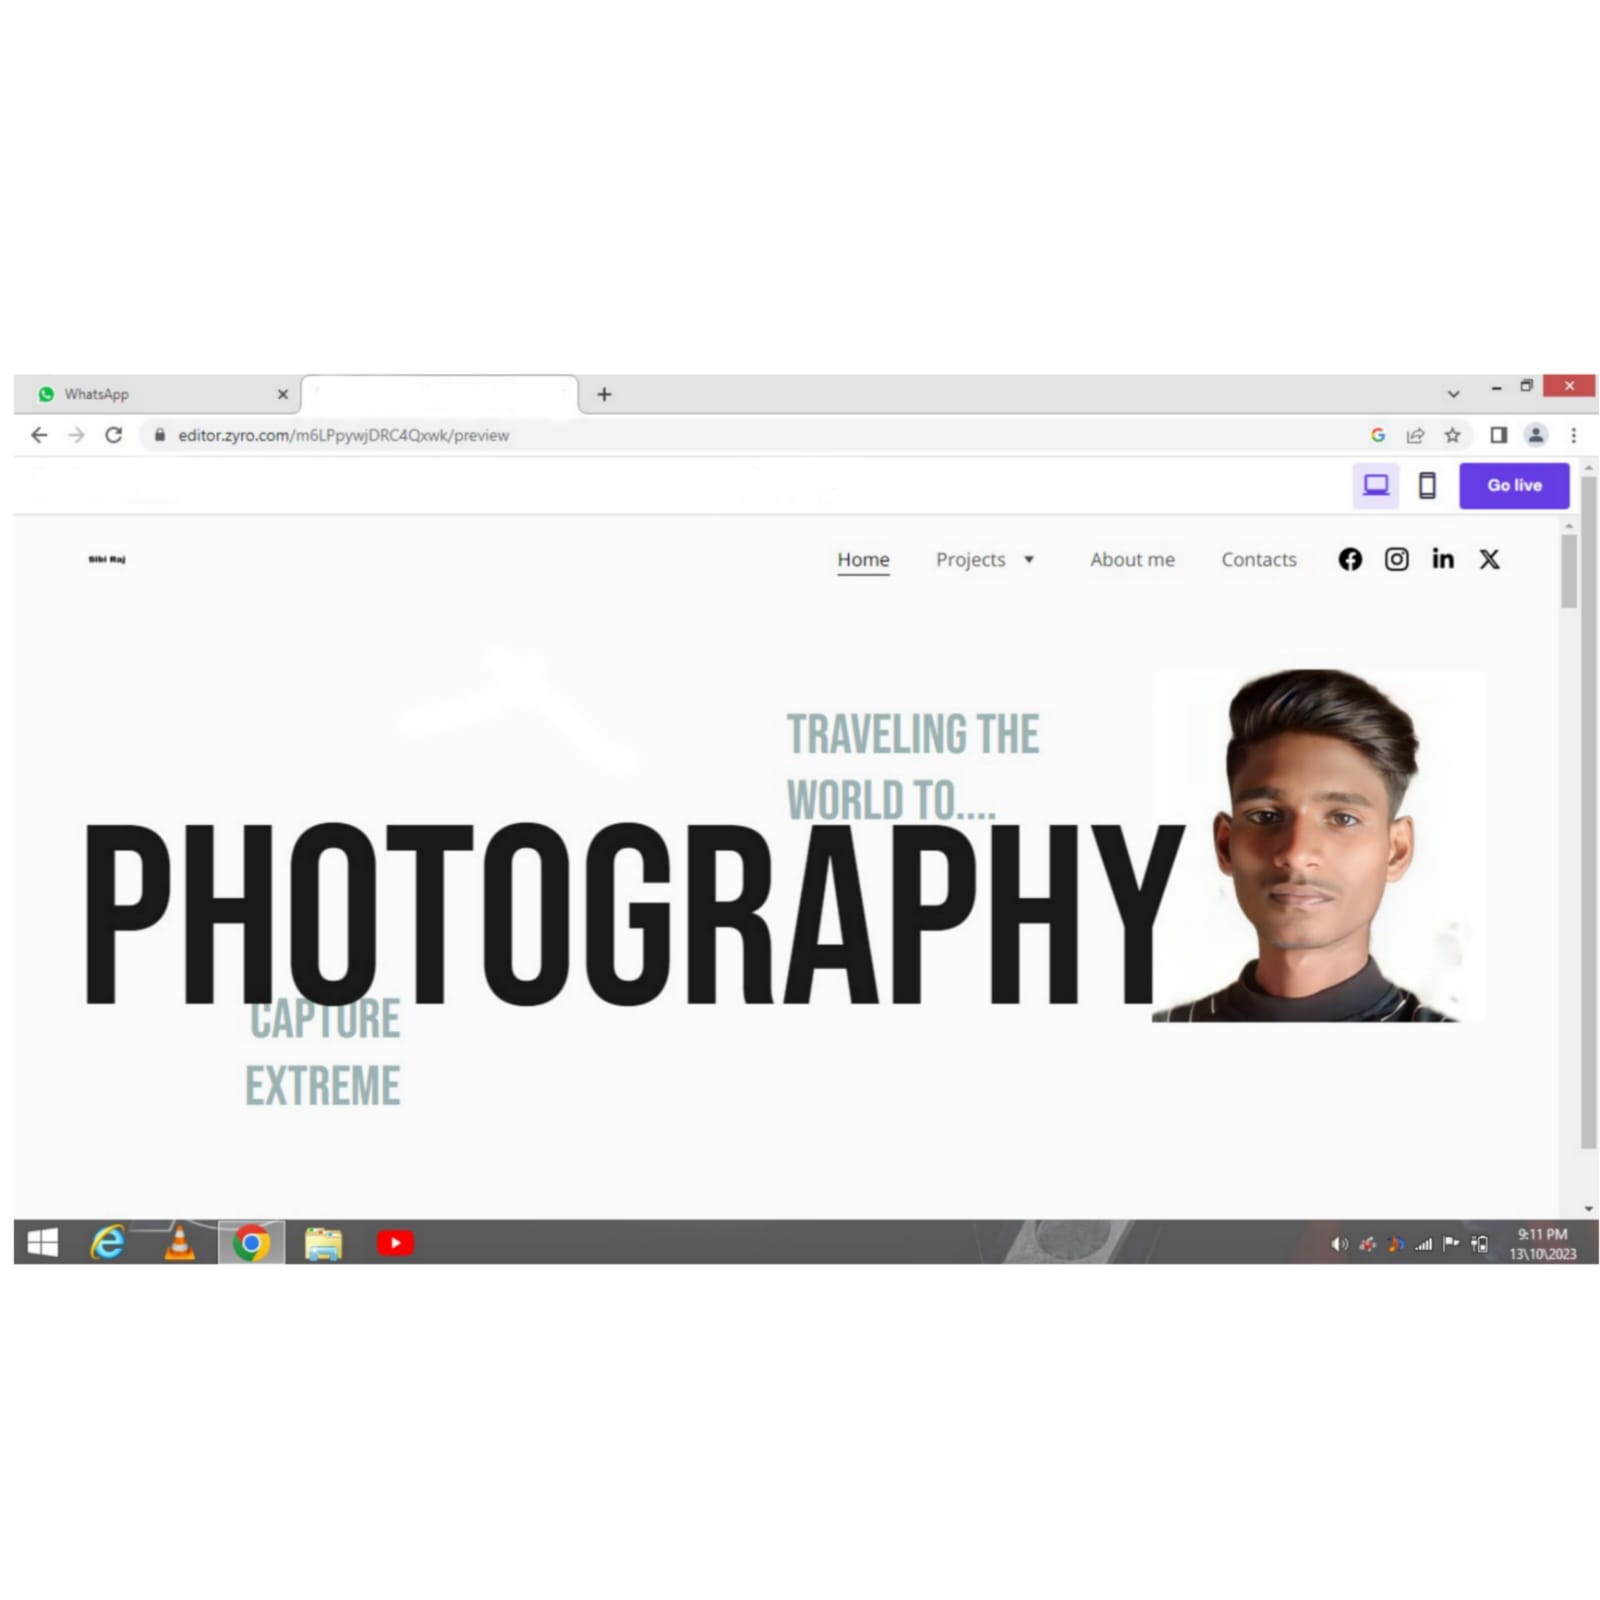 WhatsApp
editor.zyro.com/m6LPpywjDRC4Qxwk/preview
Go live
Sibi Raj
Home Projects About me Contacts
TRAVELING THE
WORLD TO....
PHOTOGRAPHY
CAPTURE
EXTREME
9:11 PM
13\10\2023